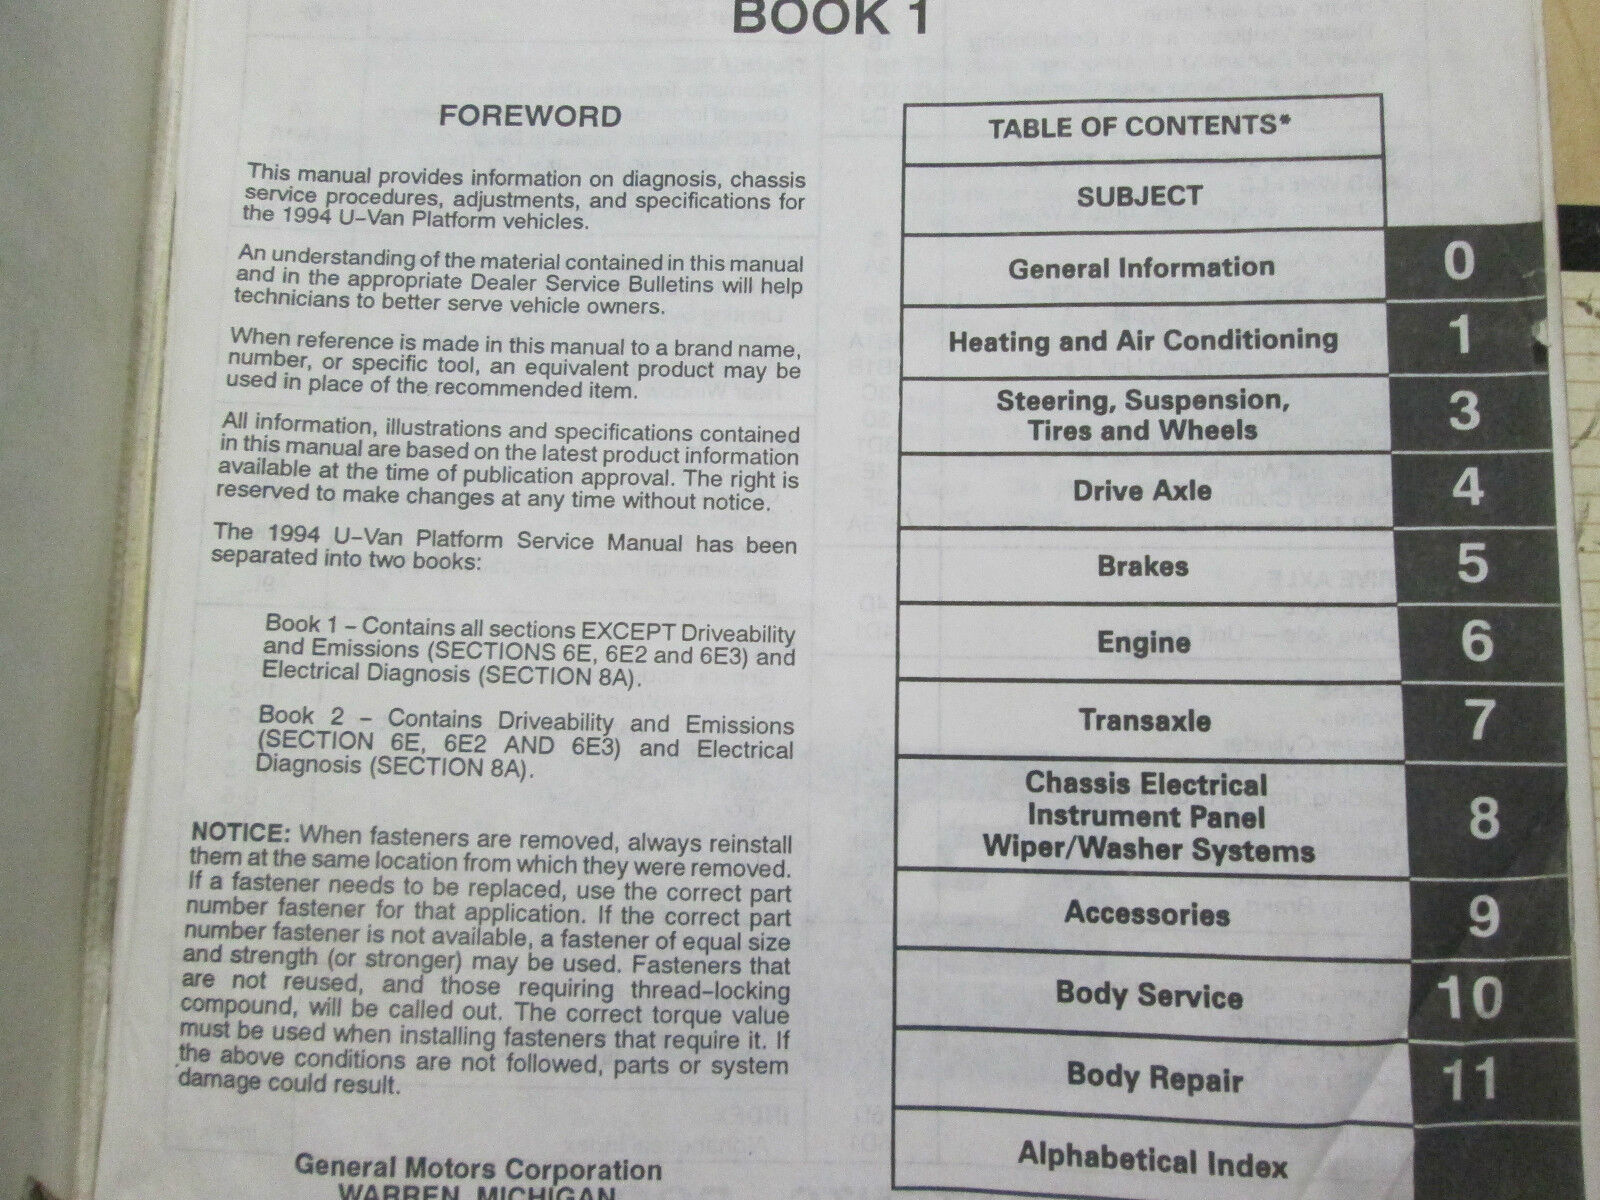 BOOK 1
FOREWORD
This manual provides information on diagnosis, chassis
service procedures, adjustments, and specifications for
the 1994 U–Van Platform vehicles.
An understanding of the material contained in this manual
and in the appropriate Dealer Service Bulletins will help
technicians to better serve vehicle owners.
When reference is made in this manual to a brand name,
number, or specific tool, an equivalent product may be
used in place of the recommended item.
All information, illustrations and specifications contained
in this manual are based on the latest product information
available at the time of publication approval. The right is
reserved to make changes at any time without notice.
The 1994 U–Van Platform Service Manual has been
separated into two books:
Book 1 – Contains all sections EXCEPT Driveability
and Emissions (SECTIONS 6E, 6E2 and 6E3) and
Electrical Diagnosis (SECTION 8A).
Book 2 – Contains Driveability and Emissions
(SECTION 6E, 6E2 AND 6E3) and Electrical
Diagnosis (SECTION 8A).
NOTICE: When fasteners are removed, always reinstall
them at the same location from which they were removed.
If a fastener needs to be replaced, use the correct part
number fastener for that application. If the correct part
number fastener is not available, a fastener of equal size
and strength (or stronger) may be used. Fasteners that
are not reused, and those requiring thread–locking
compound, will be called out. The correct torque value
must be used when installing fasteners that require it. If
the above conditions are not followed, parts or system
damage could result.
General Motors Corporation
WARREN, MICHIGAN
TABLE OF CONTENTS*
SUBJECT
General Information 0
Heating and Air Conditioning 1
Steering, Suspension,
Tires and Wheels 3
Drive Axle 4
Brakes 5
Engine 6
Transaxle 7
Chassis Electrical
Instrument Panel
Wiper/Washer Systems 8
Accessories 9
Body Service 10
Body Repair 11
Alphabetical Index